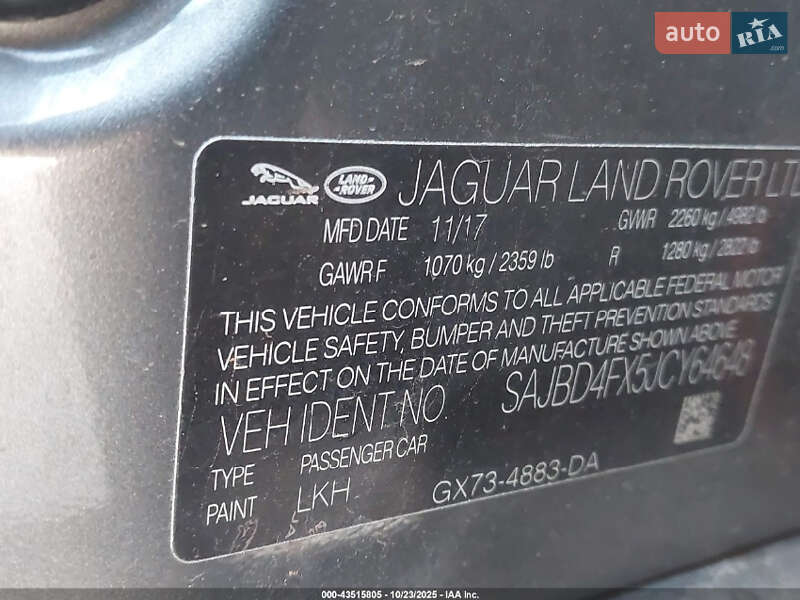 auto RIA .com
JAGUAR LAND-ROVER JAGUAR LAND ROVER LTD
MFD DATE 11/17 GVWR 2260 kg / 4982 lb
GAWR F 1070 kg / 2359 lb R 1280 kg / 2822 lb
THIS VEHICLE CONFORMS TO ALL APPLICABLE FEDERAL MOTOR
VEHICLE SAFETY, BUMPER AND THEFT PREVENTION STANDARDS
IN EFFECT ON THE DATE OF MANUFACTURE SHOWN ABOVE.
VEH IDENT NO SAJBD4FX5JCY64648
TYPE PASSENGER CAR
PAINT LKH GX73-4883-DA
000-43515805 - 10/23/2025 - IAA Inc.